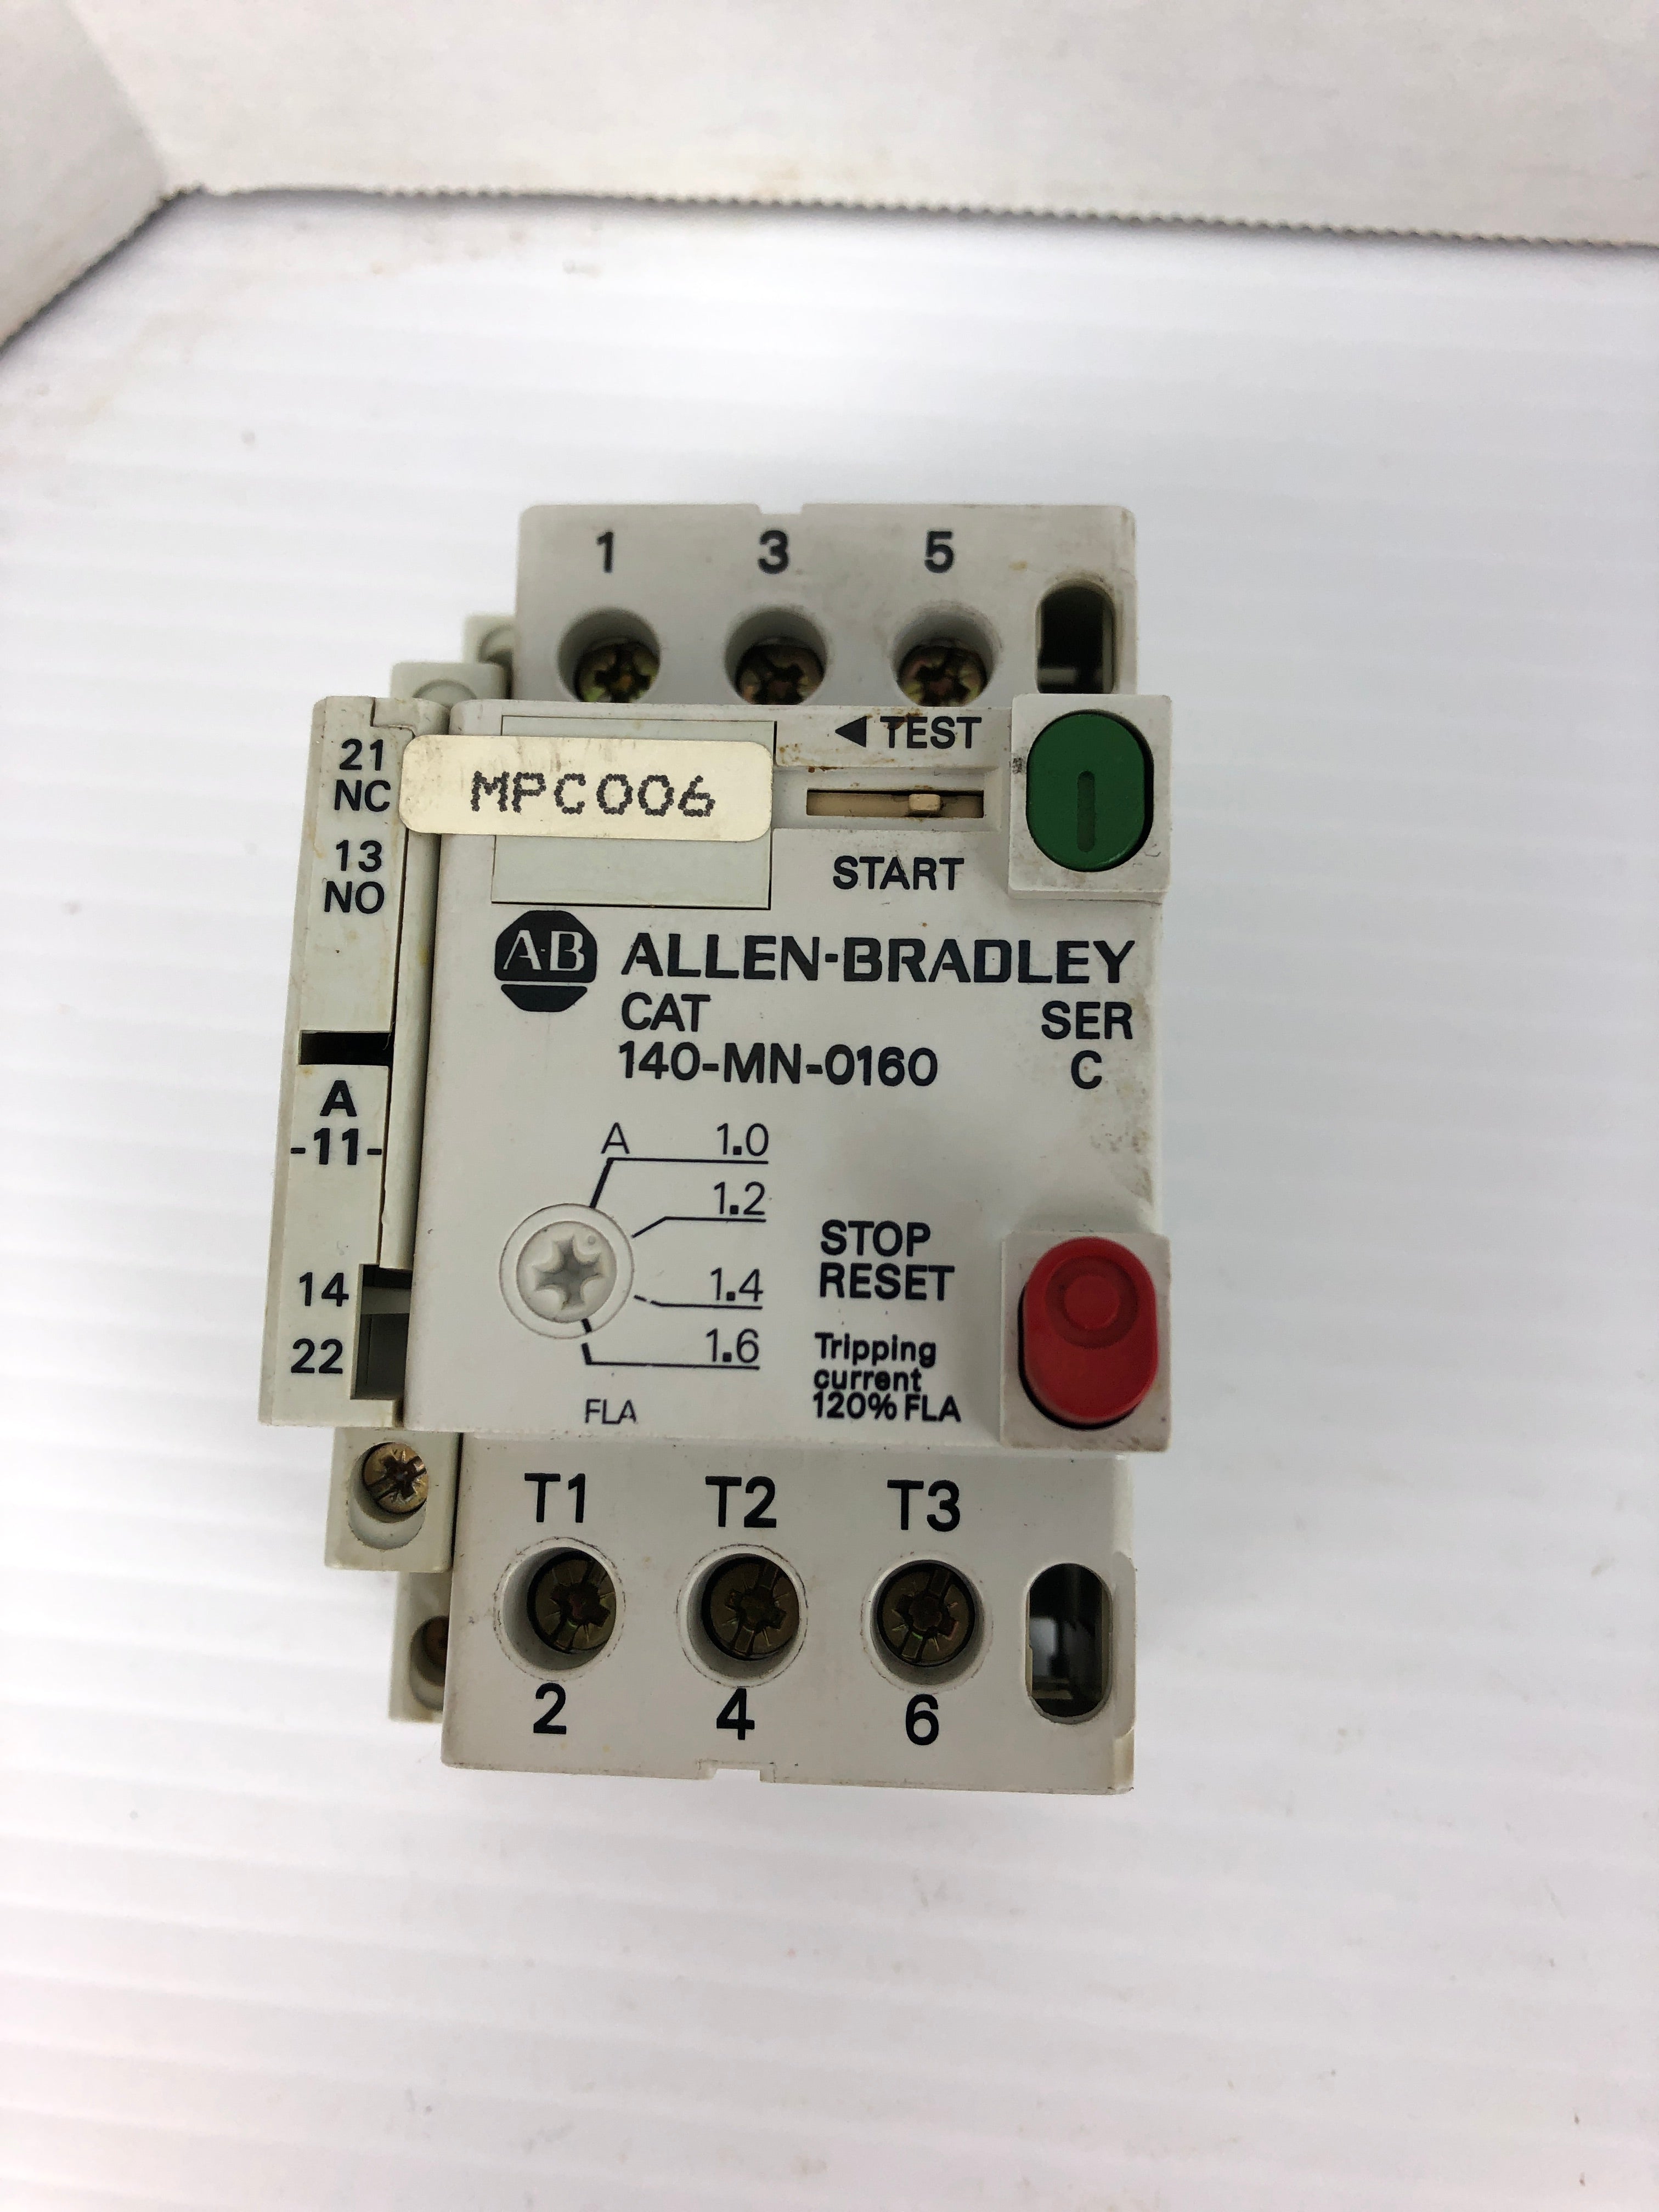 1 3 5
◀ TEST
21
NC
MPC006
13
NO
START
A-B ALLEN-BRADLEY
CAT SER
140-MN-0160 C
A
-11-
A 1.0
1.2
1.4
1.6
FLA
STOP
RESET
Tripping
current
120% FLA
14
22
T1 T2 T3
2 4 6